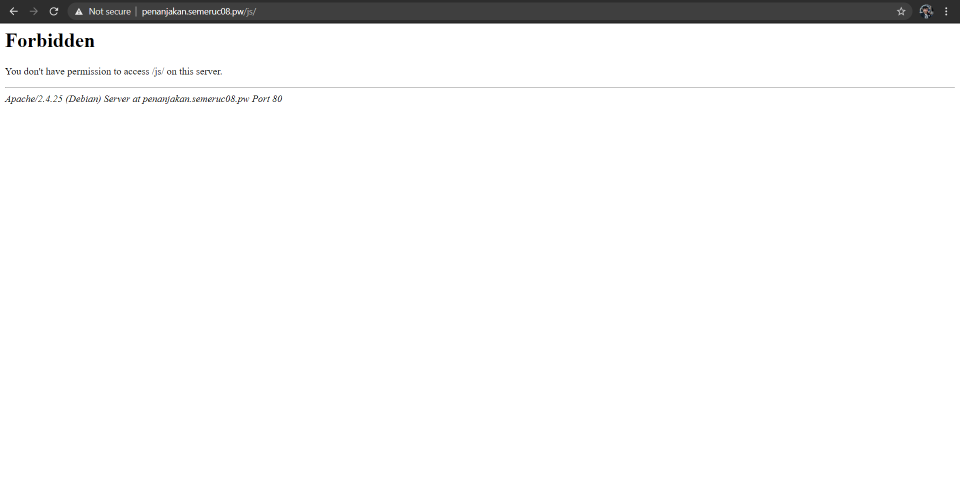 Not secure | penanjakan.semeruc08.pw/js/
Forbidden
You don't have permission to access /js/ on this server.
Apache/2.4.25 (Debian) Server at penanjakan.semeruc08.pw Port 80